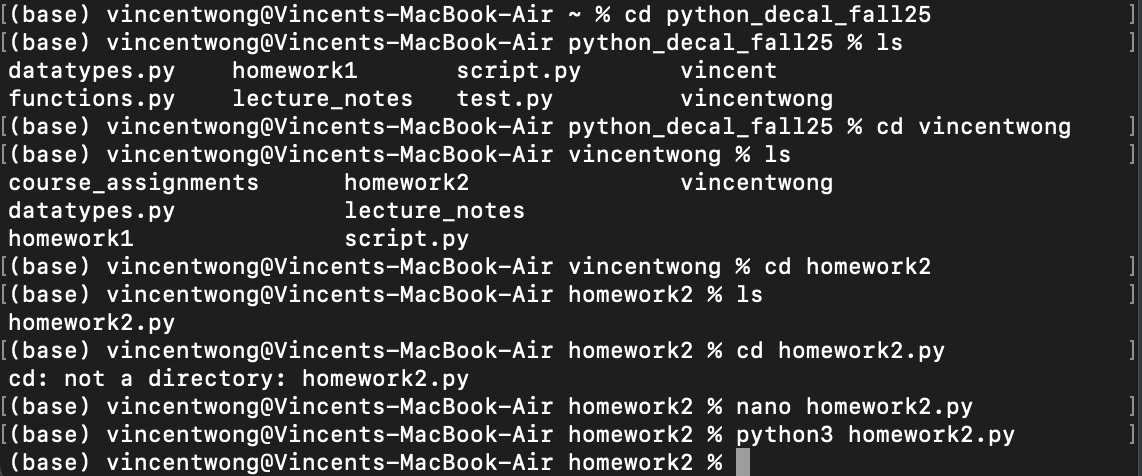 (base) vincentwong@Vincents-MacBook-Air ~ % cd python_decal_fall25
[(base) vincentwong@Vincents-MacBook-Air python_decal_fall25 % ls ]
datatypes.py homework1 script.py vincent
functions.py lecture_notes test.py vincentwong
[(base) vincentwong@Vincents-MacBook-Air python_decal_fall25 % cd vincentwong ]
[(base) vincentwong@Vincents-MacBook-Air vincentwong % ls ]
course_assignments homework2 vincentwong
datatypes.py lecture_notes
homework1 script.py
[(base) vincentwong@Vincents-MacBook-Air vincentwong % cd homework2 ]
[(base) vincentwong@Vincents-MacBook-Air homework2 % ls ]
homework2.py
[(base) vincentwong@Vincents-MacBook-Air homework2 % cd homework2.py ]
cd: not a directory: homework2.py
[(base) vincentwong@Vincents-MacBook-Air homework2 % nano homework2.py ]
[(base) vincentwong@Vincents-MacBook-Air homework2 % python3 homework2.py ]
(base) vincentwong@Vincents-MacBook-Air homework2 %